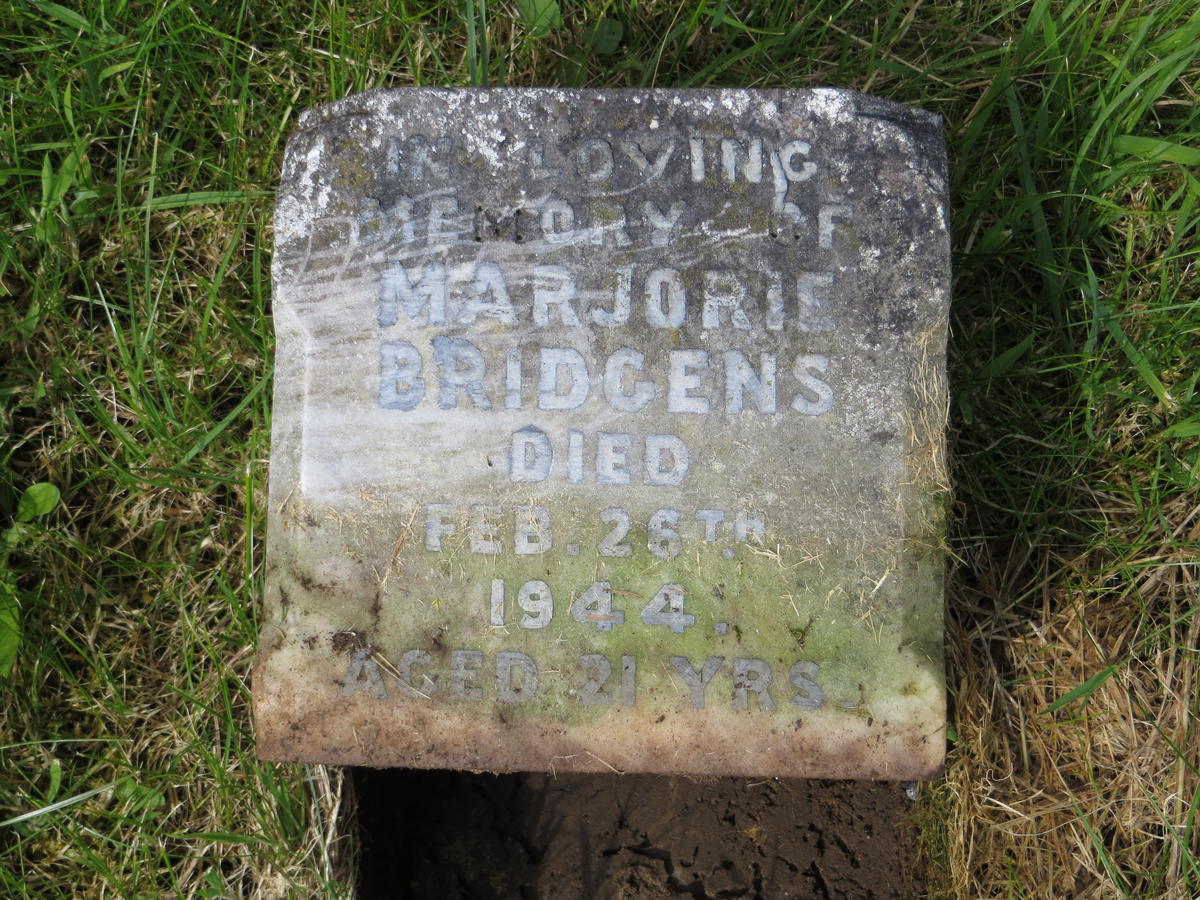 IN LOVING
MEMORY OF
MARJORIE
BRIDGENS
DIED
FEB. 26TH
1944.
AGED 21 YRS.